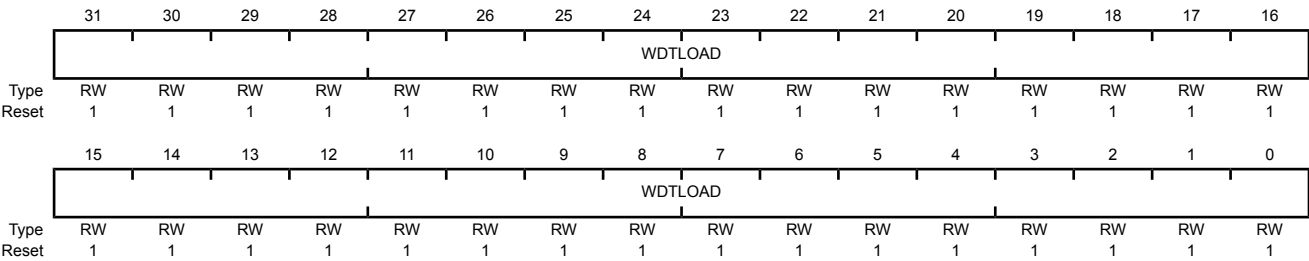 31 30 29 28 27 26 25 24 23 22 21 20 19 18 17 16
WDTLOAD
Type RW RW RW RW RW RW RW RW RW RW RW RW RW RW RW RW
Reset 1 1 1 1 1 1 1 1 1 1 1 1 1 1 1 1
15 14 13 12 11 10 9 8 7 6 5 4 3 2 1 0
WDTLOAD
Type RW RW RW RW RW RW RW RW RW RW RW RW RW RW RW RW
Reset 1 1 1 1 1 1 1 1 1 1 1 1 1 1 1 1